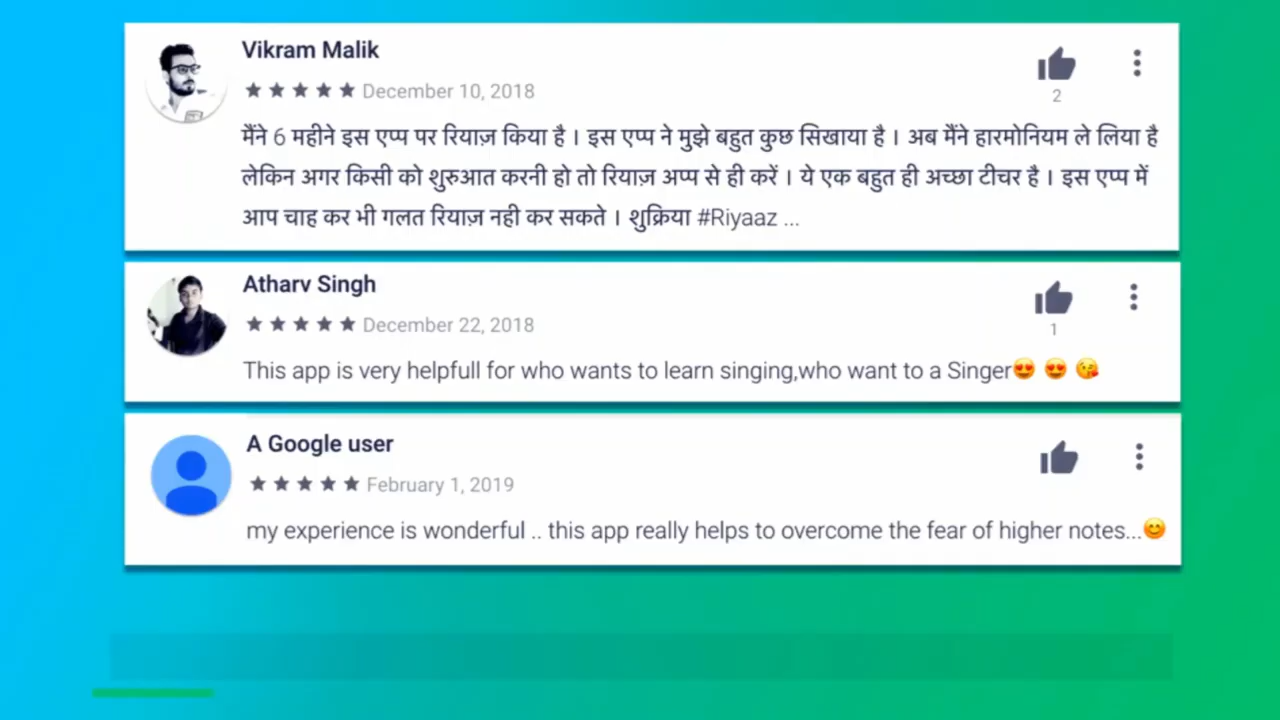 Vikram Malik
December 10, 2018
2
मैंने 6 महीने इस एप्प पर रियाज़ किया है । इस एप्प ने मुझे बहुत कुछ सिखाया है । अब मैंने हारमोनियम ले लिया है
लेकिन अगर किसी को शुरुआत करनी हो तो रियाज़ अप्प से ही करें । ये एक बहुत ही अच्छा टीचर है । इस एप्प में
आप चाह कर भी गलत रियाज़ नही कर सकते । शुक्रिया #Riyaaz ...
Atharv Singh
December 22, 2018
1
This app is very helpfull for who wants to learn singing,who want to a Singer😍 😍 😘
A Google user
February 1, 2019
my experience is wonderful .. this app really helps to overcome the fear of higher notes...😊